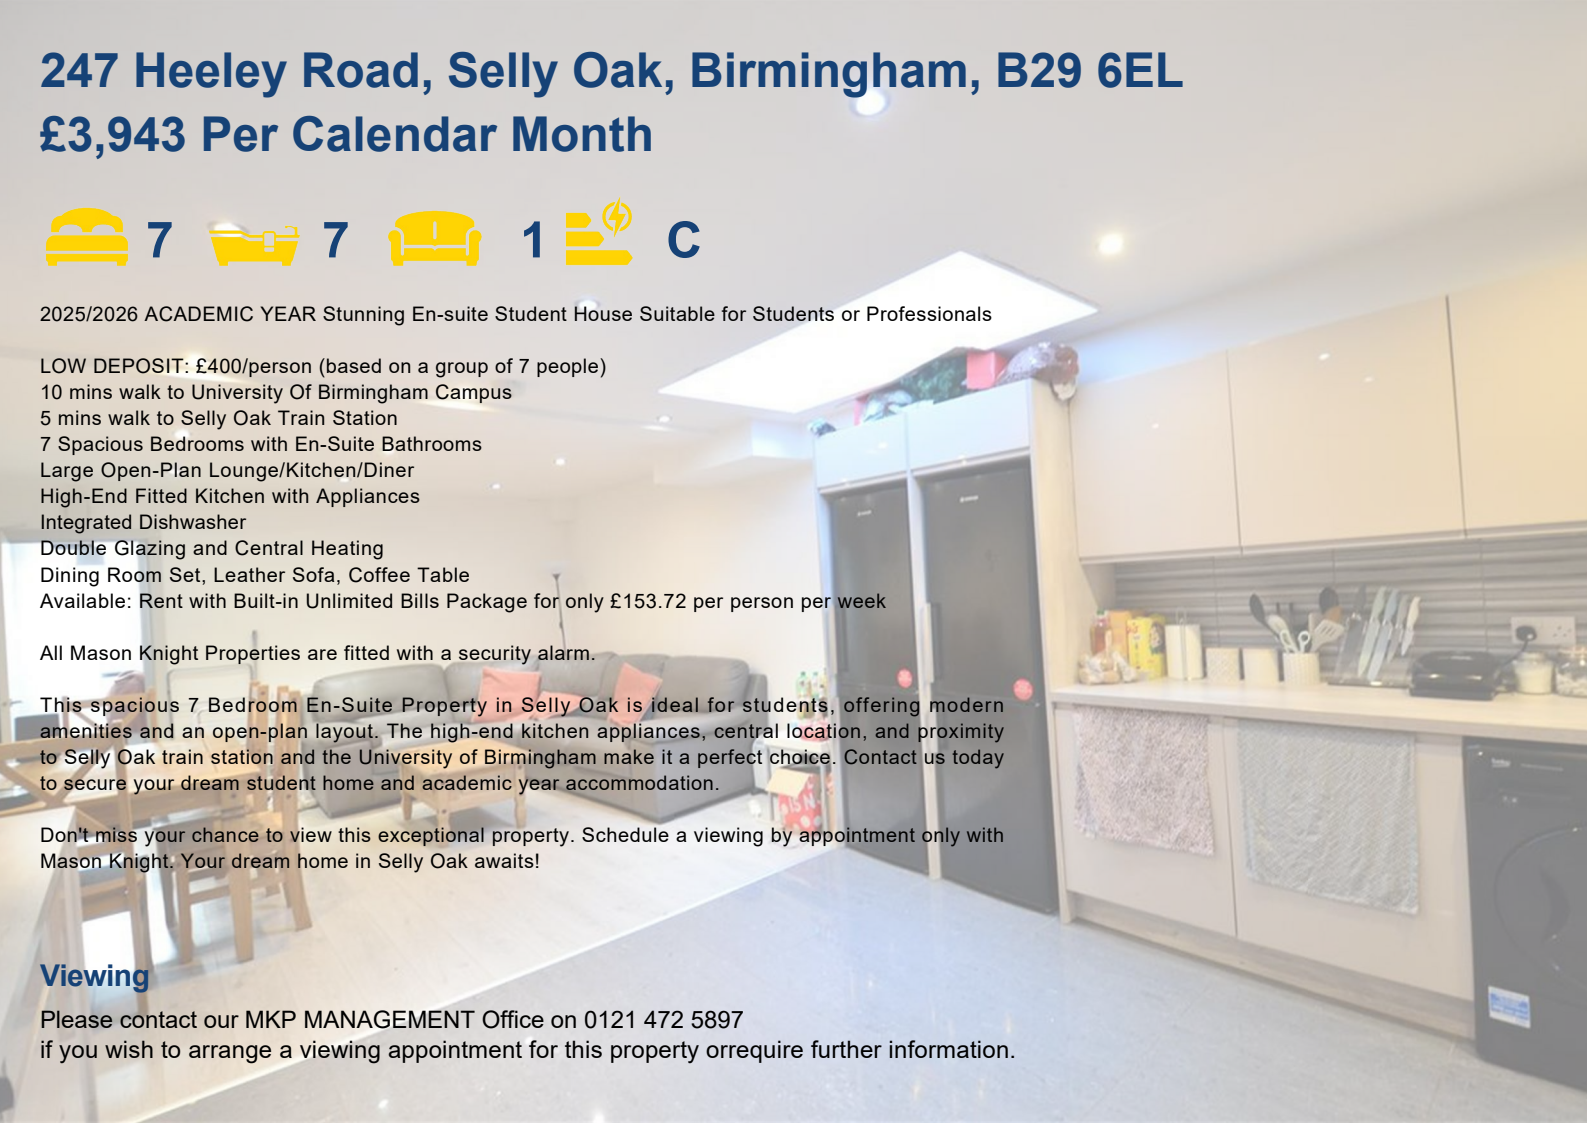 247 Heeley Road, Selly Oak, Birmingham, B29 6EL
£3,943 Per Calendar Month
7 7 1 C
2025/2026 ACADEMIC YEAR Stunning En-suite Student House Suitable for Students or Professionals
LOW DEPOSIT: £400/person (based on a group of 7 people)
10 mins walk to University Of Birmingham Campus
5 mins walk to Selly Oak Train Station
7 Spacious Bedrooms with En-Suite Bathrooms
Large Open-Plan Lounge/Kitchen/Diner
High-End Fitted Kitchen with Appliances
Integrated Dishwasher
Double Glazing and Central Heating
Dining Room Set, Leather Sofa, Coffee Table
Available: Rent with Built-in Unlimited Bills Package for only £153.72 per person per week
All Mason Knight Properties are fitted with a security alarm.
This spacious 7 Bedroom En-Suite Property in Selly Oak is ideal for students, offering modern
amenities and an open-plan layout. The high-end kitchen appliances, central location, and proximity
to Selly Oak train station and the University of Birmingham make it a perfect choice. Contact us today
to secure your dream student home and academic year accommodation.
Don't miss your chance to view this exceptional property. Schedule a viewing by appointment only with
Mason Knight. Your dream home in Selly Oak awaits!
Viewing
Please contact our MKP MANAGEMENT Office on 0121 472 5897
if you wish to arrange a viewing appointment for this property orrequire further information.
beko